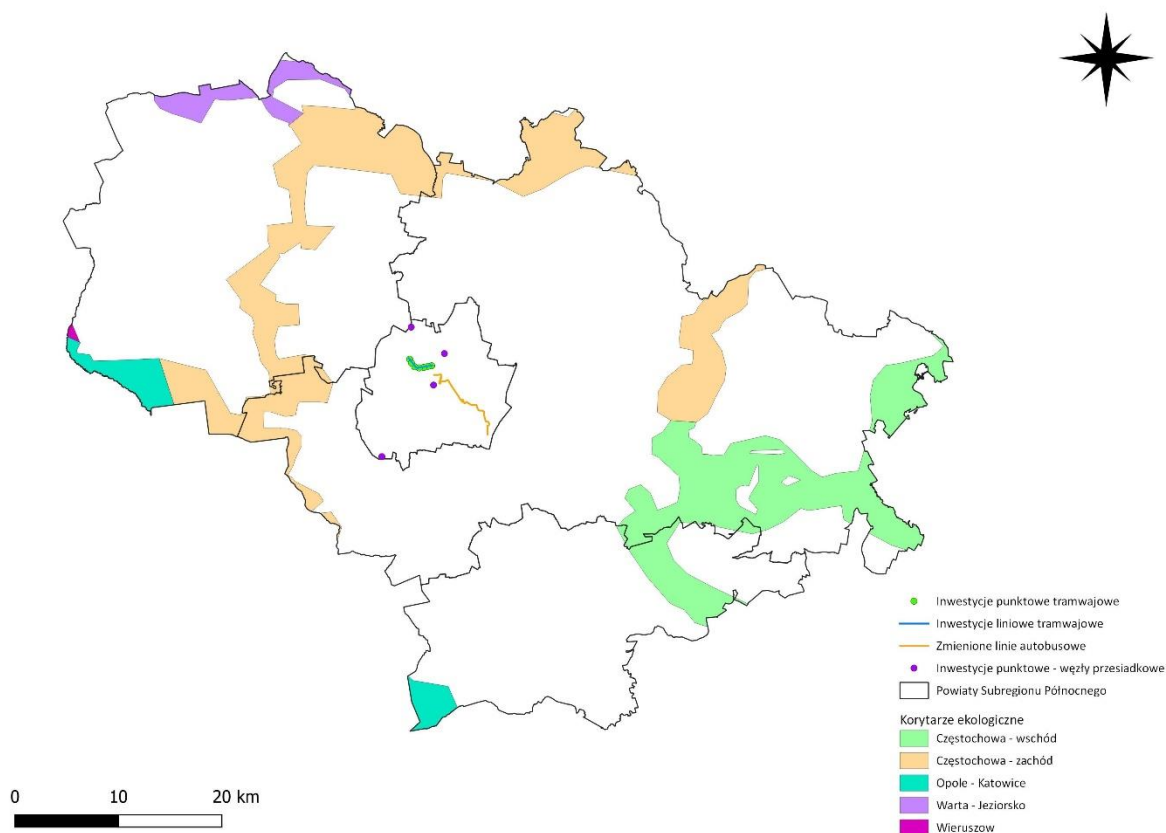 Inwestycje punktowe tramwajowe
Inwestycje liniowe tramwajowe
Zmienione linie autobusowe
Inwestycje punktowe - węzły przesiadkowe
Powiaty Subregionu Północnego
Korytarze ekologiczne
Częstochowa - wschód
Częstochowa - zachód
Opole - Katowice
Warta - Jeziorsko
Wieruszow
0 10 20 km